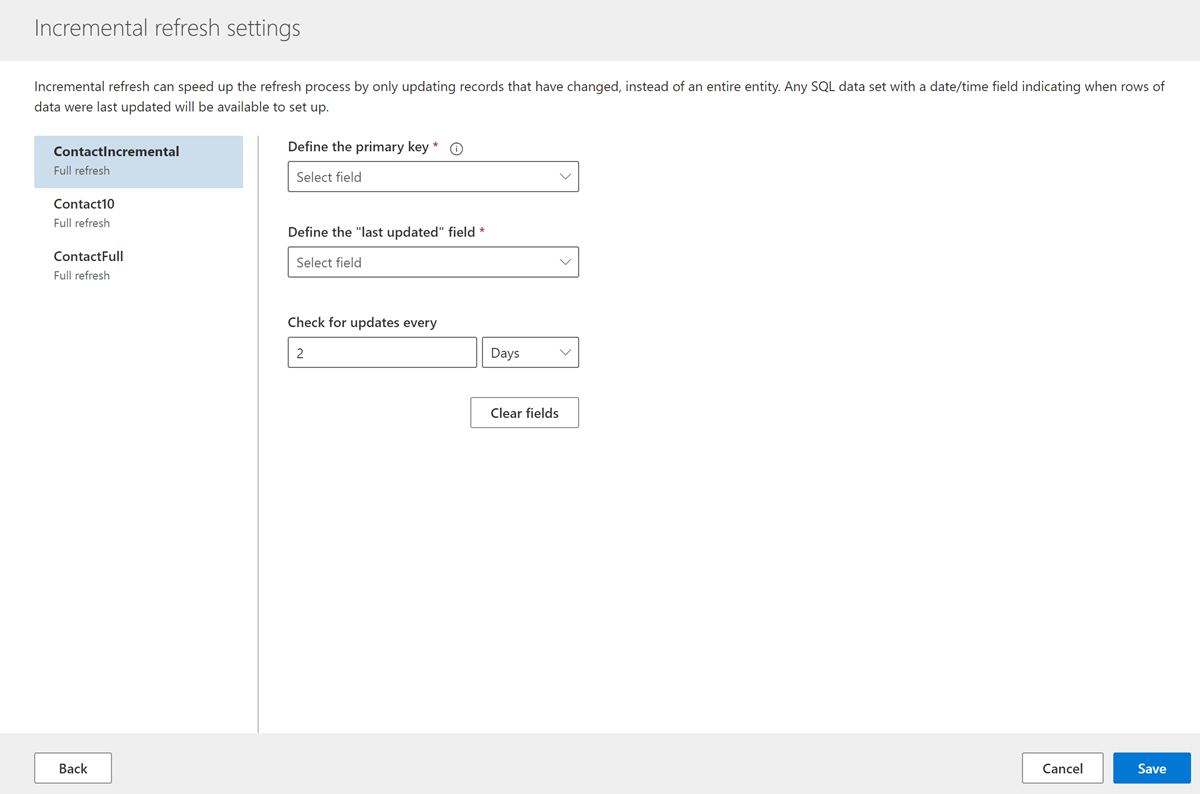 Incremental refresh settings
Incremental refresh can speed up the refresh process by only updating records that have changed, instead of an entire entity. Any SQL data set with a date/time field indicating when rows of
data were last updated will be available to set up.
ContactIncremental
Full refresh
Contact10
Full refresh
ContactFull
Full refresh
Define the primary key *
Select field
Define the "last updated" field *
Select field
Check for updates every
2
Days
Clear fields
Back
Cancel
Save